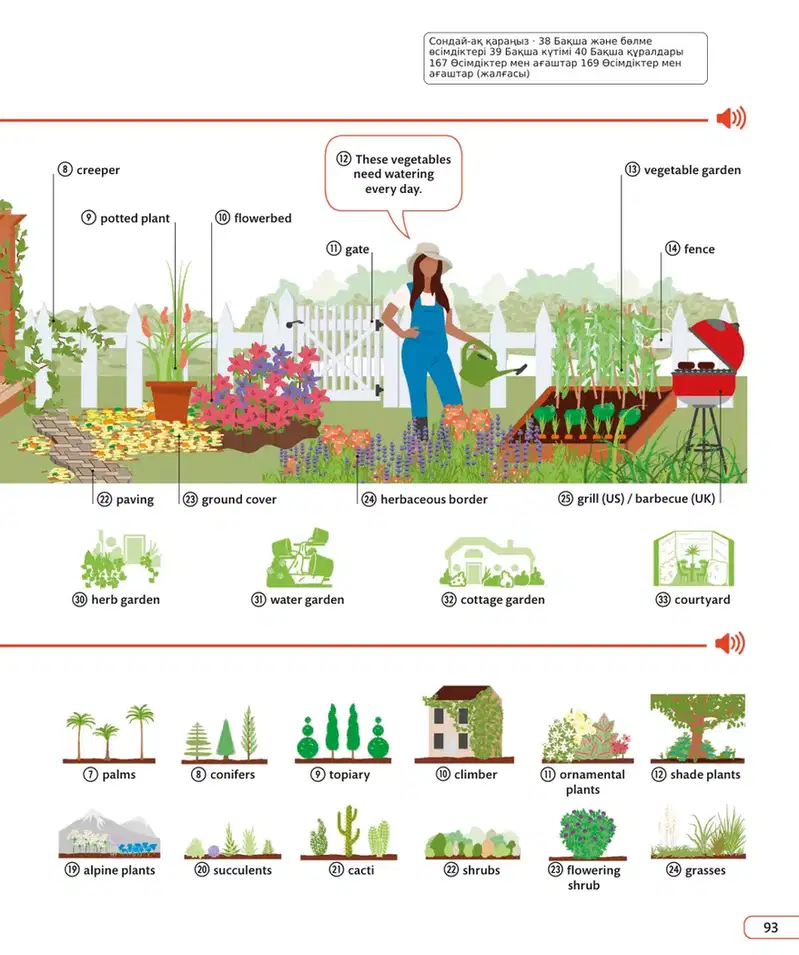 Сондай-ақ қараңыз · 38 Бақша және бөлме
өсімдіктері 39 Бақша күтімі 40 Бақша құралдары
167 Өсімдіктер мен ағаштар 169 Өсімдіктер мен
ағаштар (жалғасы)
⑧ creeper
⑫ These vegetables
need watering
every day.
⑬ vegetable garden
⑨ potted plant
⑩ flowerbed
⑪ gate
⑭ fence
㉒ paving
㉓ ground cover
㉔ herbaceous border
㉕ grill (US) / barbecue (UK)
㉚ herb garden
㉛ water garden
㉜ cottage garden
㉝ courtyard
⑦ palms
⑧ conifers
⑨ topiary
⑩ climber
⑪ ornamental
plants
⑫ shade plants
⑲ alpine plants
⑳ succulents
㉑ cacti
㉒ shrubs
㉓ flowering
shrub
㉔ grasses
93